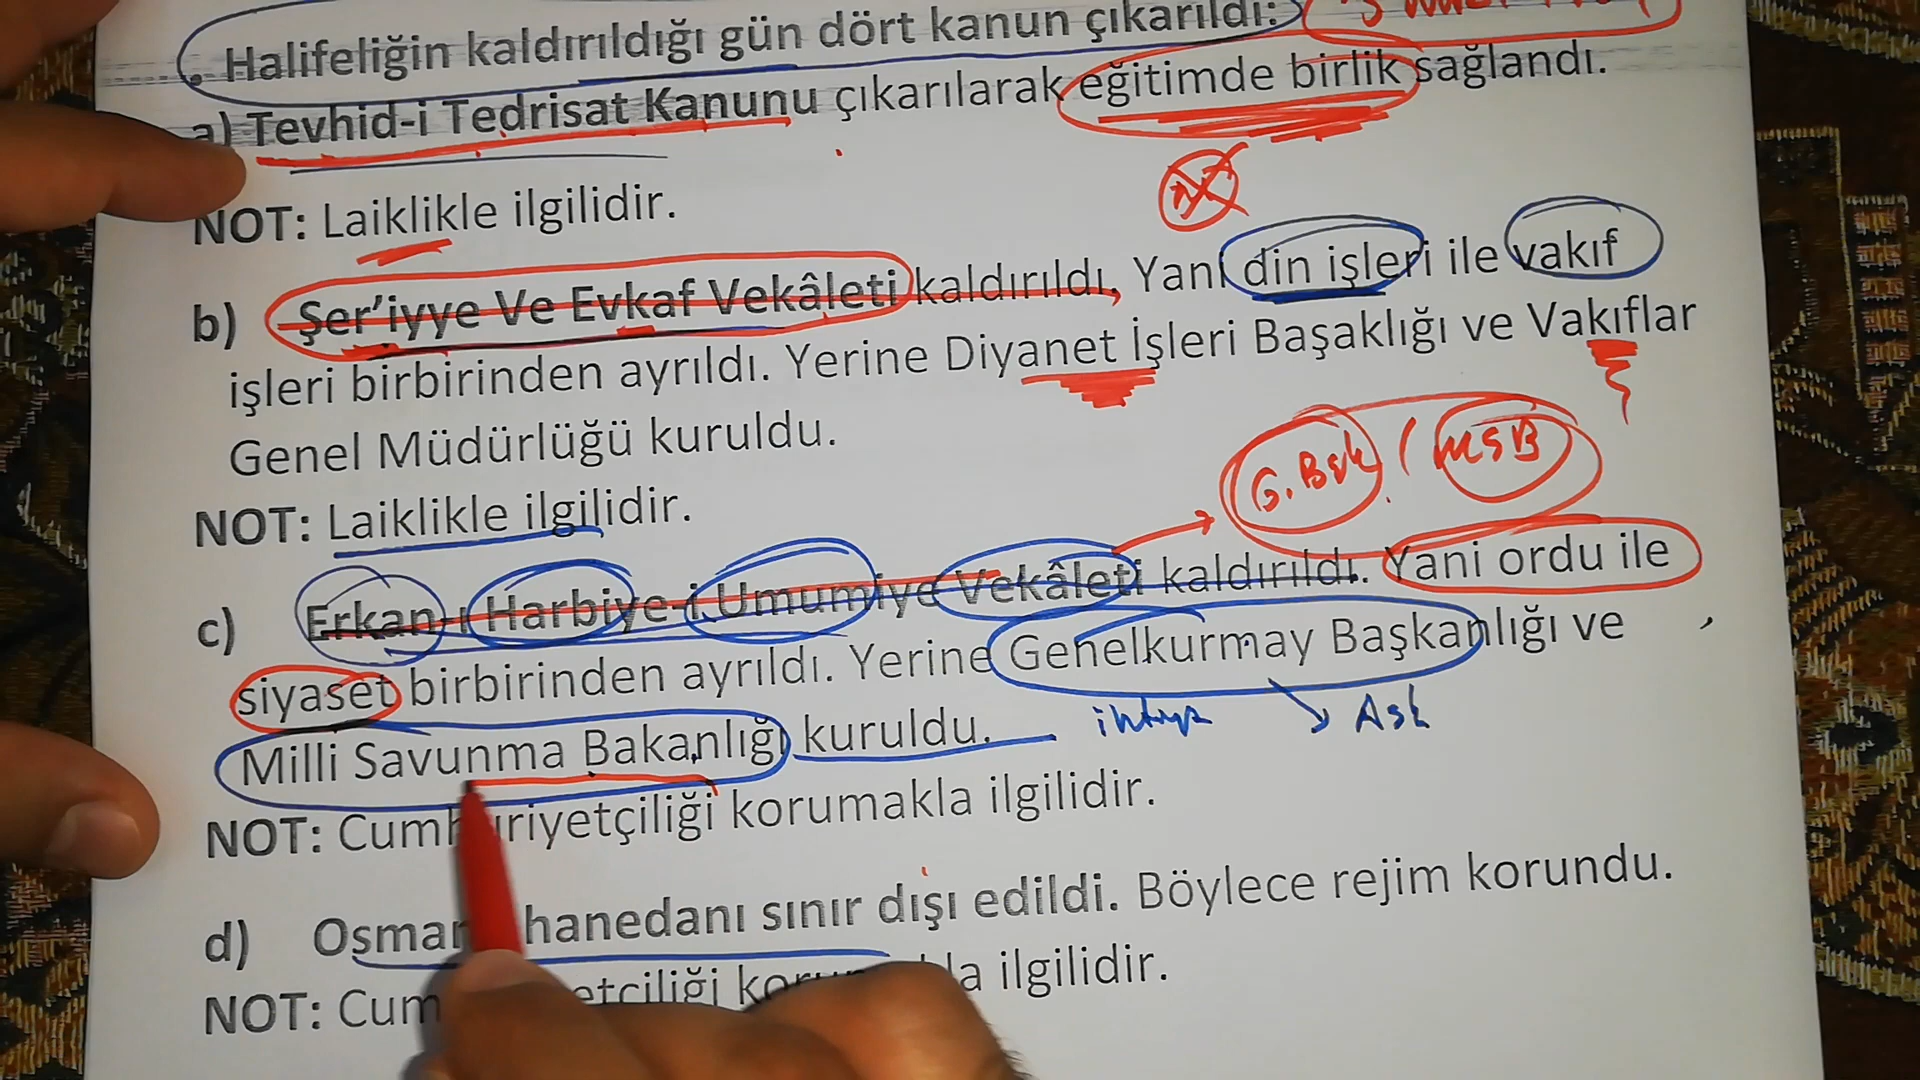 Halifeliğin kaldırıldığı gün dört kanun çıkarıldı:
a) Tevhid-i Tedrisat Kanunu çıkarılarak eğitimde birlik sağlandı.
NOT: Laiklikle ilgilidir.
b) Şer'iyye Ve Evkaf Vekâleti kaldırıldı. Yani din işleri ile vakıf
işleri birbirinden ayrıldı. Yerine Diyanet İşleri Başaklığı ve Vakıflar
Genel Müdürlüğü kuruldu.
G. Bşk / MSB
NOT: Laiklikle ilgilidir.
c) Erkan-ı Harbiye-i Umumiye Vekâleti kaldırıldı. Yani ordu ile
siyaset birbirinden ayrıldı. Yerine Genelkurmay Başkanlığı ve
Milli Savunma Bakanlığı kuruldu.
Ask
NOT: Cumhuriyetçiliği korumakla ilgilidir.
d) hanedanı sınır dışı edildi. Böylece rejim korundu.
NOT: ilgilidir.